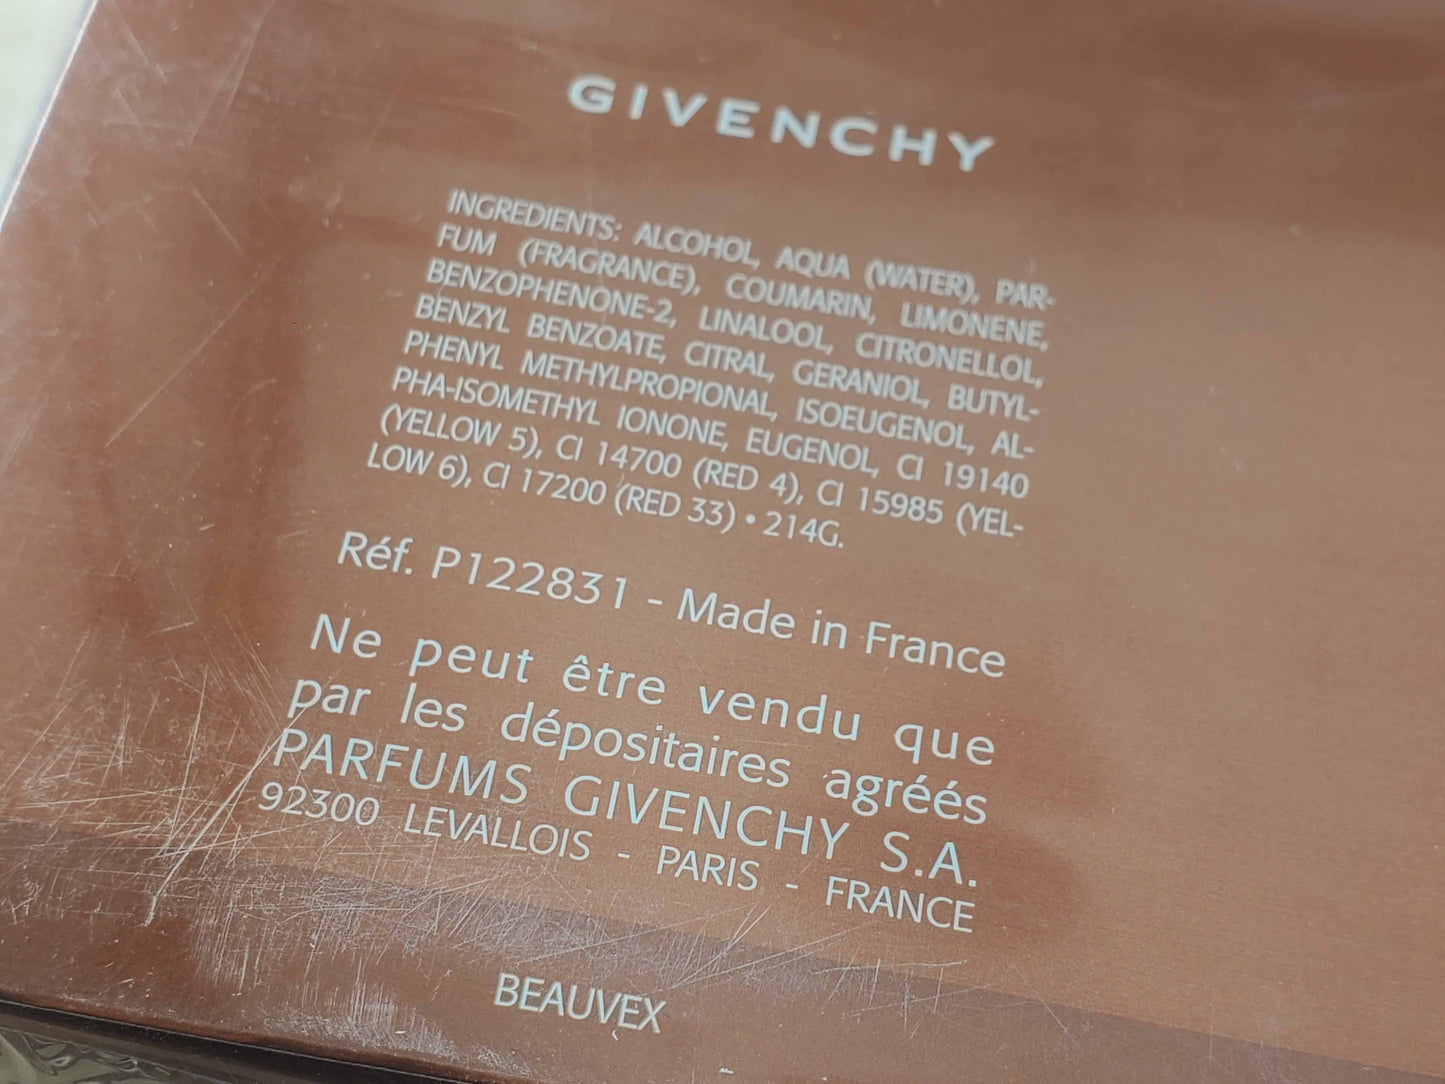 GIVENCHY
INGREDIENTS: ALCOHOL, AQUA (WATER), PAR-
FUM (FRAGRANCE), COUMARIN, LIMONENE,
BENZOPHENONE-2, LINALOOL, CITRONELLOL,
BENZYL BENZOATE, CITRAL, GERANIOL, BUTYL-
PHENYL METHYLPROPIONAL, ISOEUGENOL, AL-
PHA-ISOMETHYL IONONE, EUGENOL, CI 19140
(YELLOW 5), CI 14700 (RED 4), CI 15985 (YEL-
LOW 6), CI 17200 (RED 33) • 214G.
Réf. P122831 - Made in France
Ne peut être vendu que
par les dépositaires agréés
PARFUMS GIVENCHY S.A.
92300 LEVALLOIS - PARIS - FRANCE
BEAUVEX